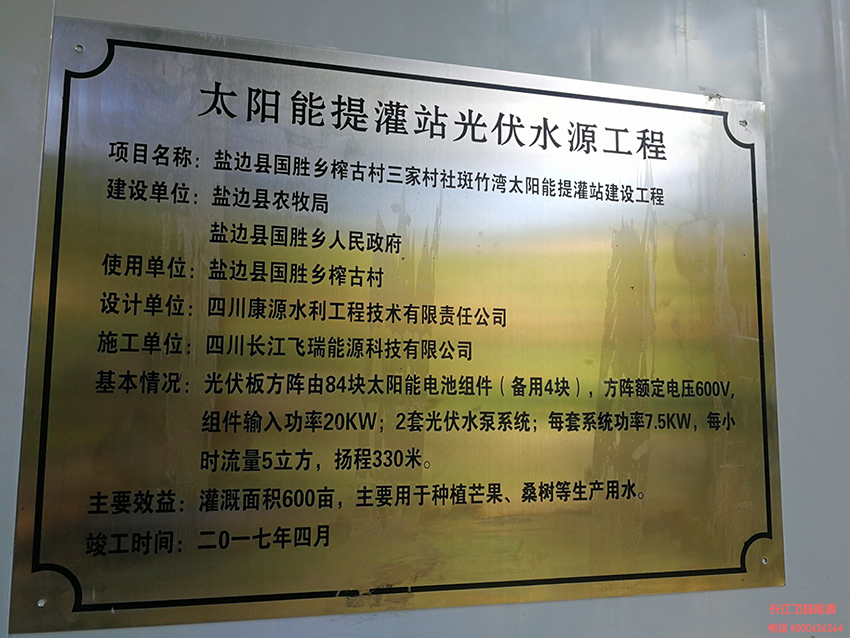 太阳能提灌站光伏水源工程
项目名称：盐边县国胜乡榨古村三家村社斑竹湾太阳能提灌站建设工程
建设单位：盐边县农牧局
盐边县国胜乡人民政府
使用单位：盐边县国胜乡榨古村
设计单位：四川康源水利工程技术有限责任公司
施工单位：四川长江飞瑞能源科技有限公司
基本情况：光伏板方阵由84块太阳能电池组件（备用4块），方阵额定电压600V,
组件输入功率20KW；2套光伏水泵系统；每套系统功率7.5KW，每小
时流量5立方，扬程330米。
主要效益：灌溉面积600亩，主要用于种植芒果、桑树等生产用水。
竣工时间：二0一七年四月
长江飞瑞能源
电话 4000626264